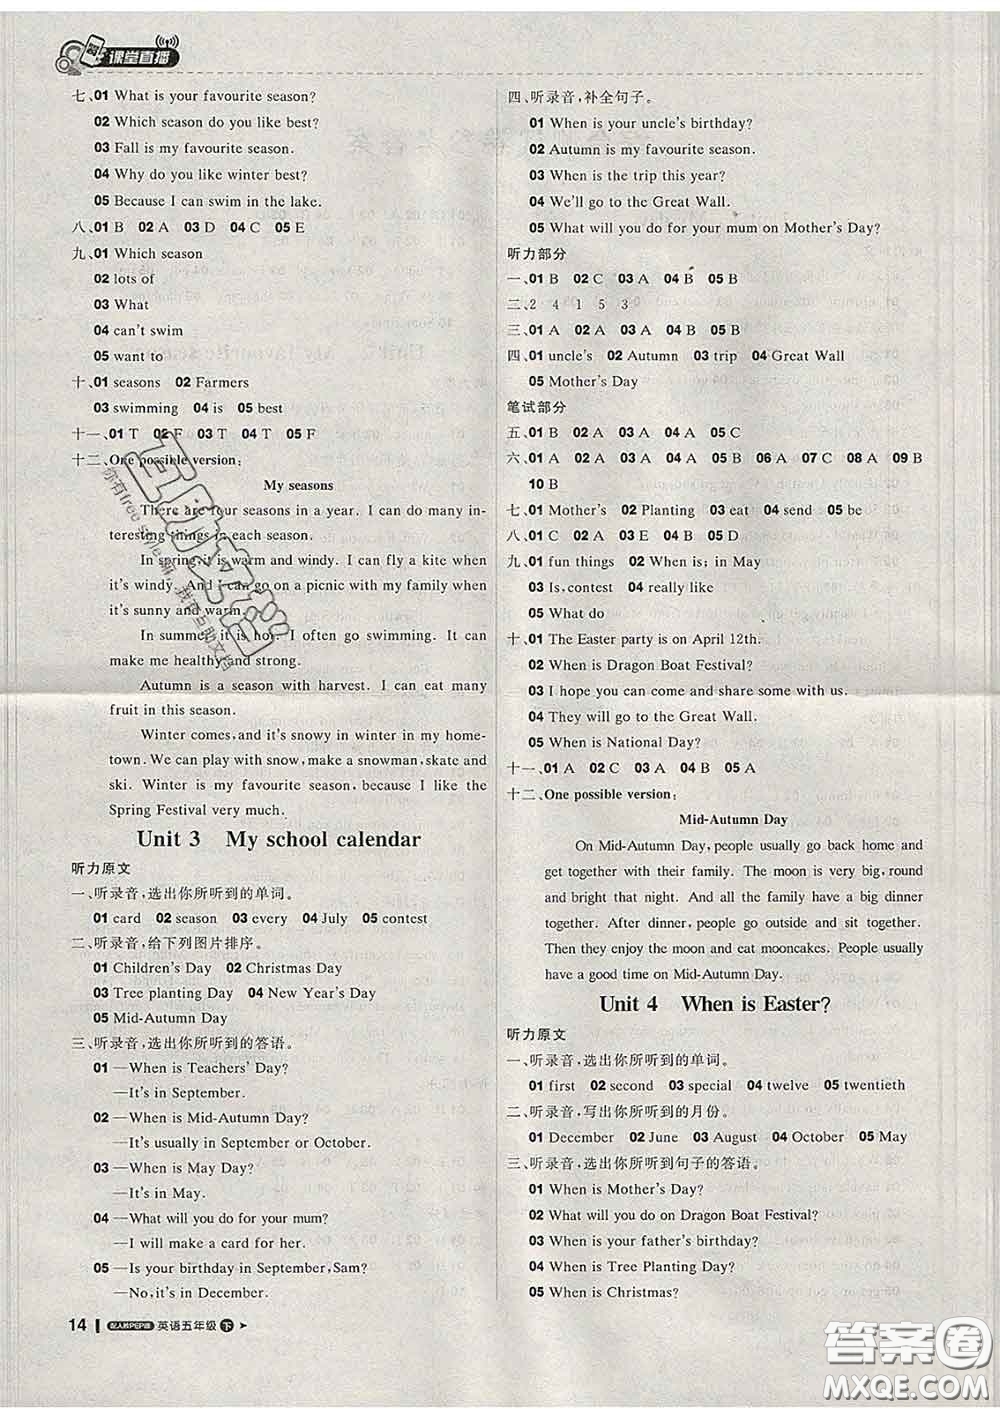 课堂直播
七、01 What is your favourite season?
02 Which season do you like best?
03 Fall is my favourite season.
04 Why do you like winter best?
05 Because I can swim in the lake.
八、01 B 02 A 03 D 04 C 05 E
九、01 Which season
02 lots of
03 What
04 can't swim
05 want to
十、01 seasons 02 Farmers
03 swimming 04 is 05 best
十一、01 T 02 F 03 T 04 T 05 F
十二、One possible version:
My seasons
There are four seasons in a year. I can do many in-
teresting things in each season.
In spring, it is warm and windy. I can fly a kite when
it's windy. And I can go on a picnic with my family when
it's sunny and warm.
In summer, it is hot. I often go swimming. It can
make me healthy and strong.
Autumn is a season with harvest. I can eat many
fruit in this season.
Winter comes, and it's snowy in winter in my home-
town. We can play with snow, make a snowman, skate and
ski. Winter is my favourite season, because I like the
Spring Festival very much.
Unit 3 My school calendar
听力原文
一、听录音,选出你所听到的单词。
01 card 02 season 03 every 04 July 05 contest
二、听录音,给下列图片排序。
01 Children's Day 02 Christmas Day
03 Tree planting Day 04 New Year's Day
05 Mid-Autumn Day
三、听录音,选出你所听到的答语。
01 —When is Teachers' Day?
—It's in September.
02 —When is Mid-Autumn Day?
—It's usually in September or October.
03 —When is May Day?
—It's in May.
04 —What will you do for your mum?
—I will make a card for her.
05 —Is your birthday in September, Sam?
—No, it's in December.
14 配人教PEP版 英语五年级 下
四、听录音,补全句子。
01 When is your uncle's birthday?
02 Autumn is my favourite season.
03 When is the trip this year?
04 We'll go to the Great Wall.
05 What will you do for your mum on Mother's Day?
听力部分
一、01 B 02 C 03 A 04 B 05 B
二、2 4 1 5 3
三、01 A 02 A 03 A 04 B 05 B
四、01 uncle's 02 Autumn 03 trip 04 Great Wall
05 Mother's Day
笔试部分
五、01 B 02 A 03 A 04 B 05 C
六、01 A 02 B 03 A 04 A 05 B 06 A 07 C 08 A 09 B
10 B
七、01 Mother's 02 Planting 03 eat 04 send 05 be
八、01 C 02 A 03 E 04 B 05 D
九、01 fun things 02 When is; in May
03 Is, contest 04 really like
05 What do
十、01 The Easter party is on April 12th.
02 When is Dragon Boat Festival?
03 I hope you can come and share some with us.
04 They will go to the Great Wall.
05 When is National Day?
十一、01 A 02 C 03 A 04 B 05 A
十二、One possible version:
Mid-Autumn Day
On Mid-Autumn Day, people usually go back home and
get together with their family. The moon is very big, round
and bright that night. And all the family have a big dinner
together. After dinner, people go outside and sit together.
Then they enjoy the moon and eat mooncakes. People usually
have a good time on Mid-Autumn Day.
Unit 4 When is Easter?
听力原文
一、听录音,选出你所听到的单词。
01 first 02 second 03 special 04 twelve 05 twentieth
二、听录音,写出你所听到的月份。
01 December 02 June 03 August 04 October 05 May
三、听录音,选出你所听到句子的答语。
01 When is Mother's Day?
02 What will you do on Dragon Boat Festival?
03 When is your father's birthday?
04 When is Tree Planting Day?
05 When is Christmas?
答案圈
MXQE.COM